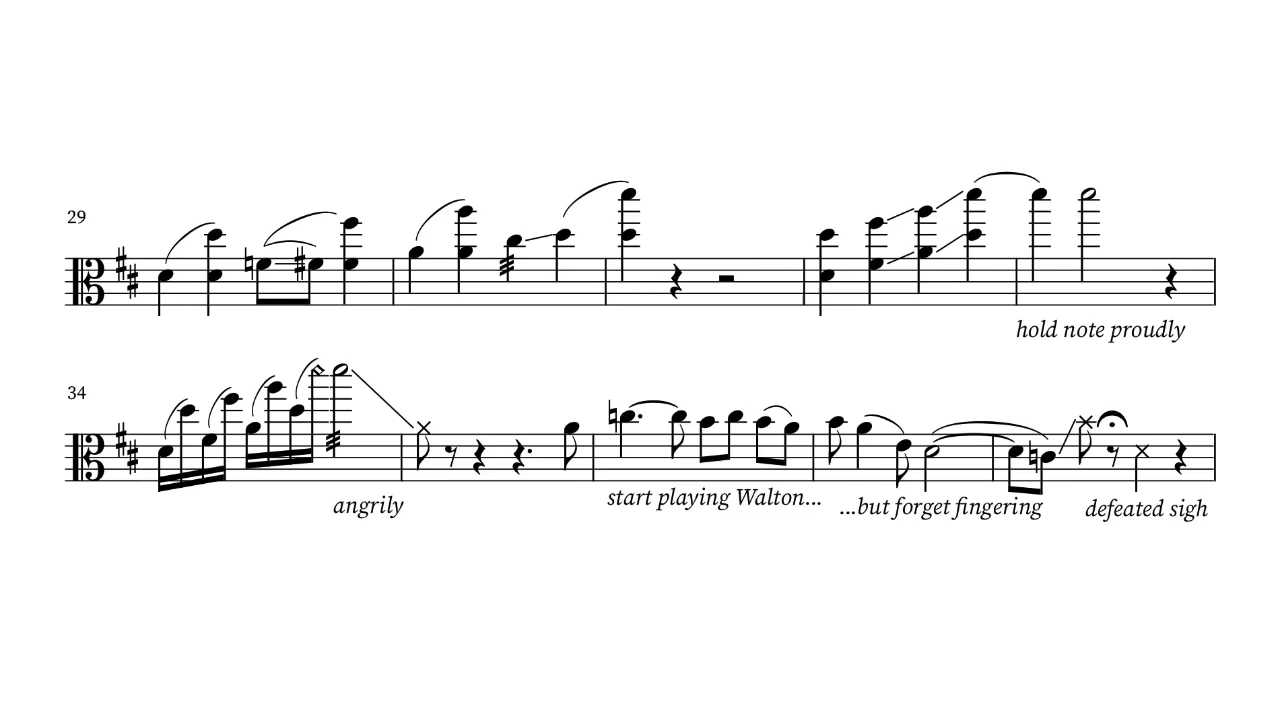 29
hold note proudly
34
angrily
start playing Walton...
...but forget fingering
defeated sigh